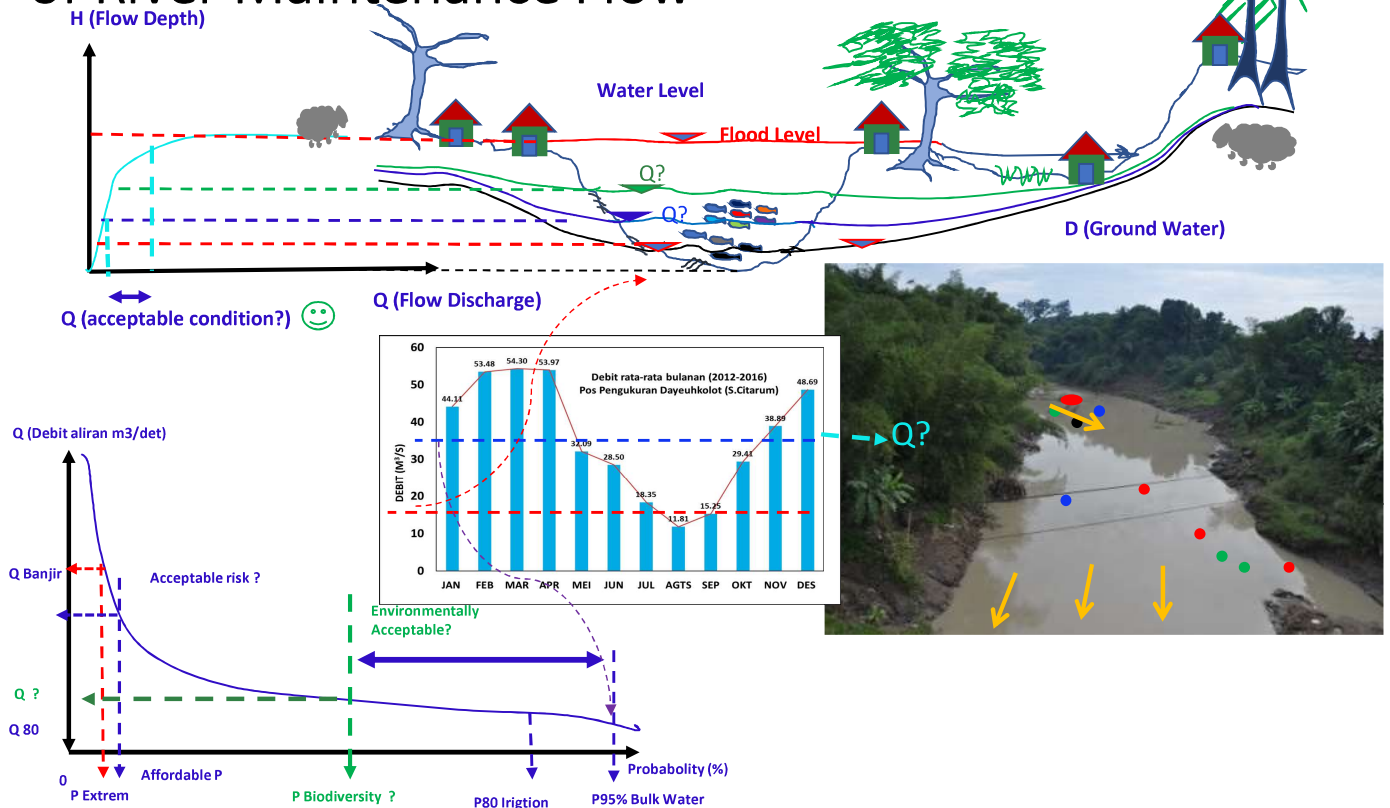 of River Maintenance Flow
H (Flow Depth)
Water Level
Flood Level
Q?
Q?
D (Ground Water)
Q (Flow Discharge)
Q (acceptable condition?)
Debit rata-rata bulanan (2012-2016)
Pos Pengukuran Dayeuhkolot (S.Citarum)
DEBIT (M³/S)
60
50
40
30
20
10
0
44.11
53.48
54.30
53.97
32.09
28.50
18.35
11.81
15.25
29.41
38.89
48.69
JAN FEB MAR APR MEI JUN JUL AGTS SEP OKT NOV DES
Q?
Q (Debit aliran m3/det)
Q Banjir
Acceptable risk ?
Environmentally
Acceptable?
Q ?
Q 80
0
Probabolity (%)
Affordable P
P Extrem
P Biodiversity ?
P80 Irigtion
P95% Bulk Water